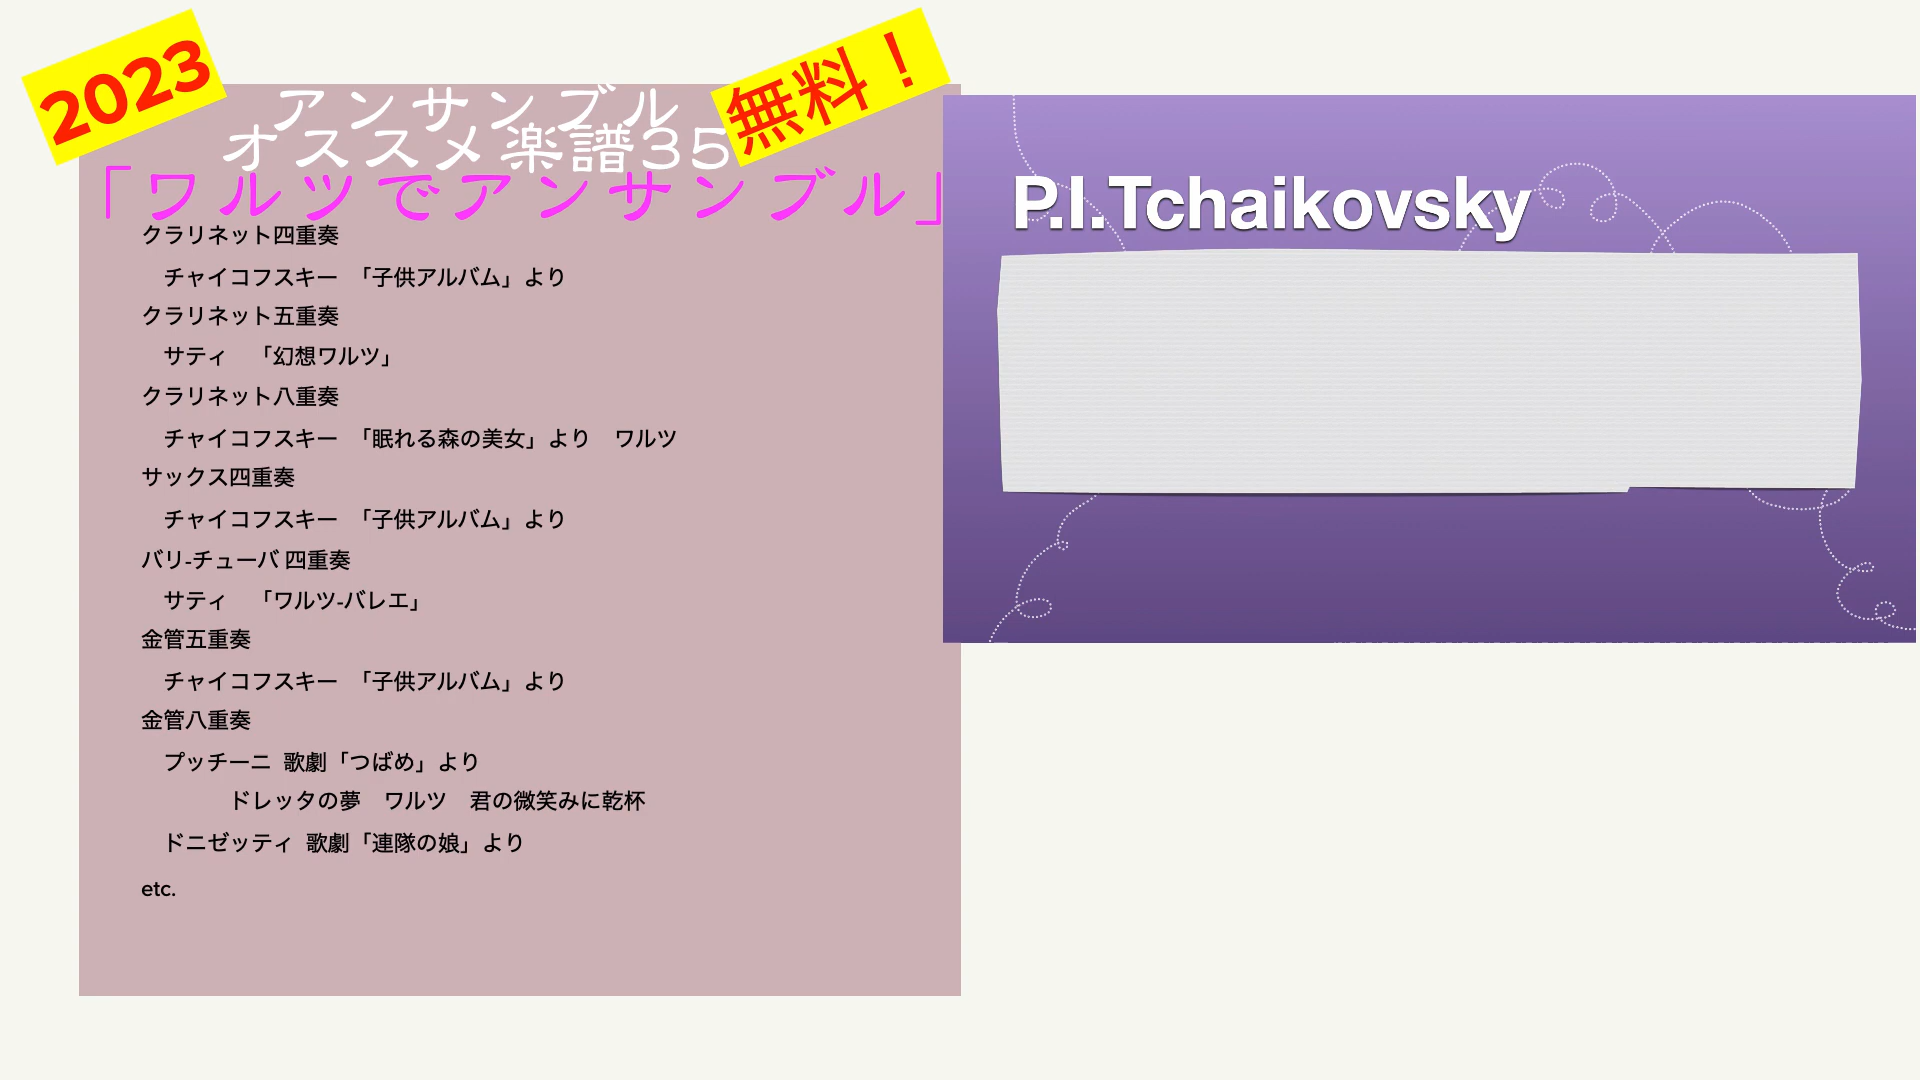 2023
無料！
アンサンブル
オススメ楽譜35
「ワルツでアンサンブル」
クラリネット四重奏
チャイコフスキー 「子供アルバム」より
クラリネット五重奏
サティ 「幻想ワルツ」
クラリネット八重奏
チャイコフスキー 「眠れる森の美女」より ワルツ
サックス四重奏
チャイコフスキー 「子供アルバム」より
バリ-チューバ 四重奏
サティ 「ワルツ-バレエ」
金管五重奏
チャイコフスキー 「子供アルバム」より
金管八重奏
プッチーニ 歌劇「つばめ」より
ドレッタの夢 ワルツ 君の微笑みに乾杯
ドニゼッティ 歌劇「連隊の娘」より
etc.
P.I.Tchaikovsky